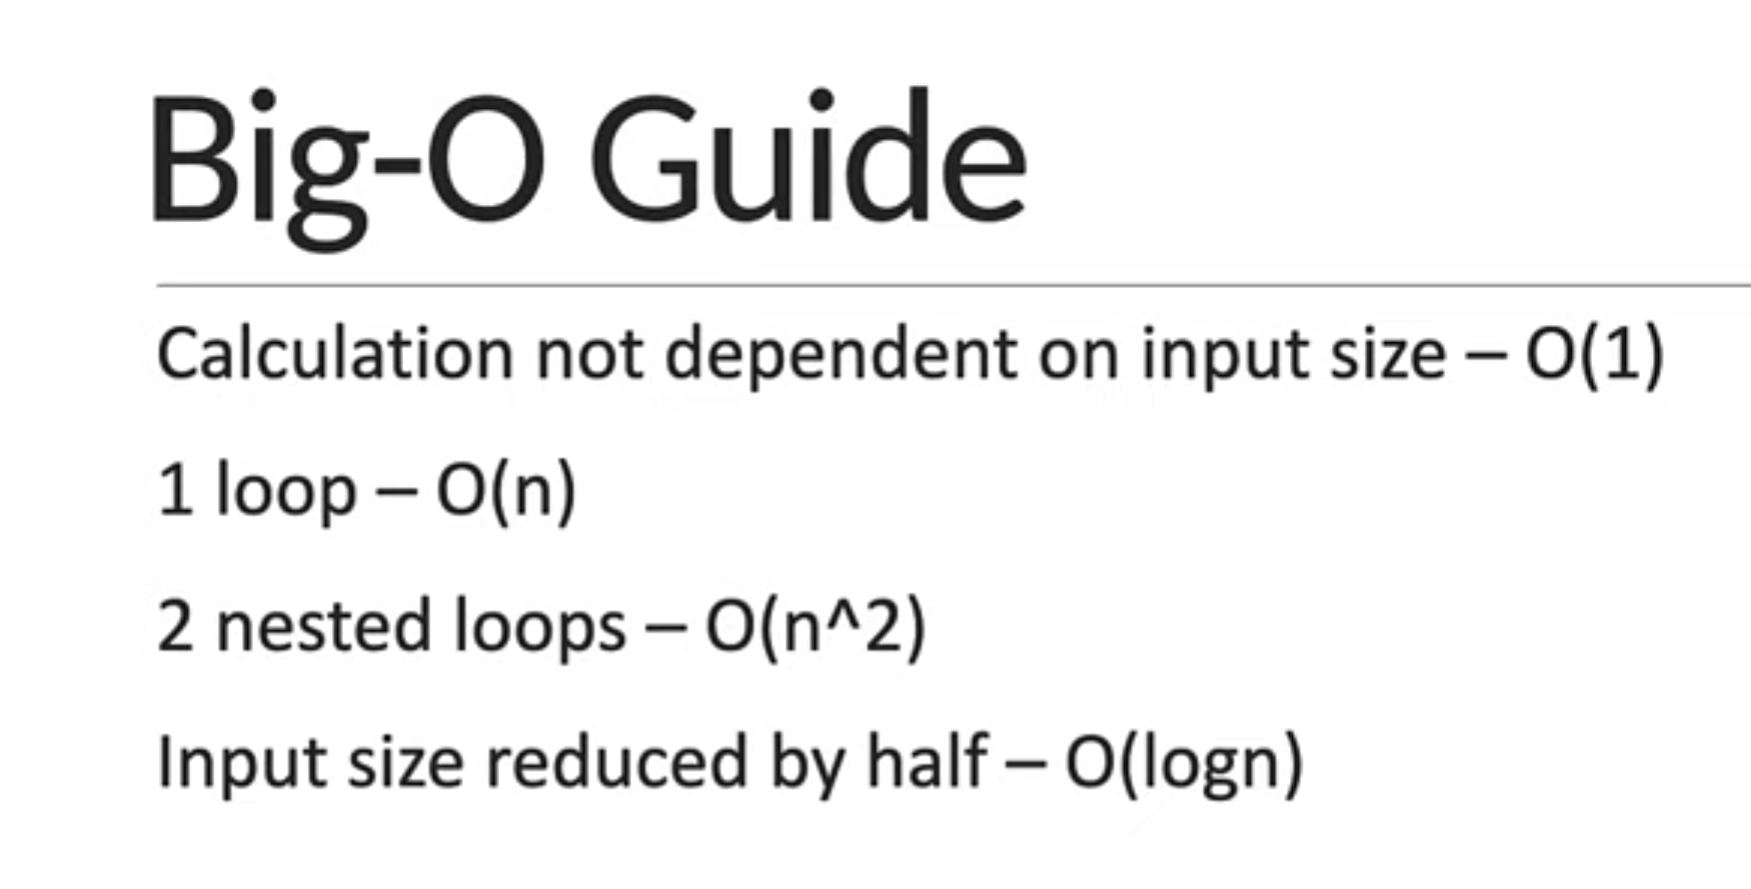 Big-O Guide
Calculation not dependent on input size – O(1)
1 loop – O(n)
2 nested loops – O(n^2)
Input size reduced by half – O(logn)